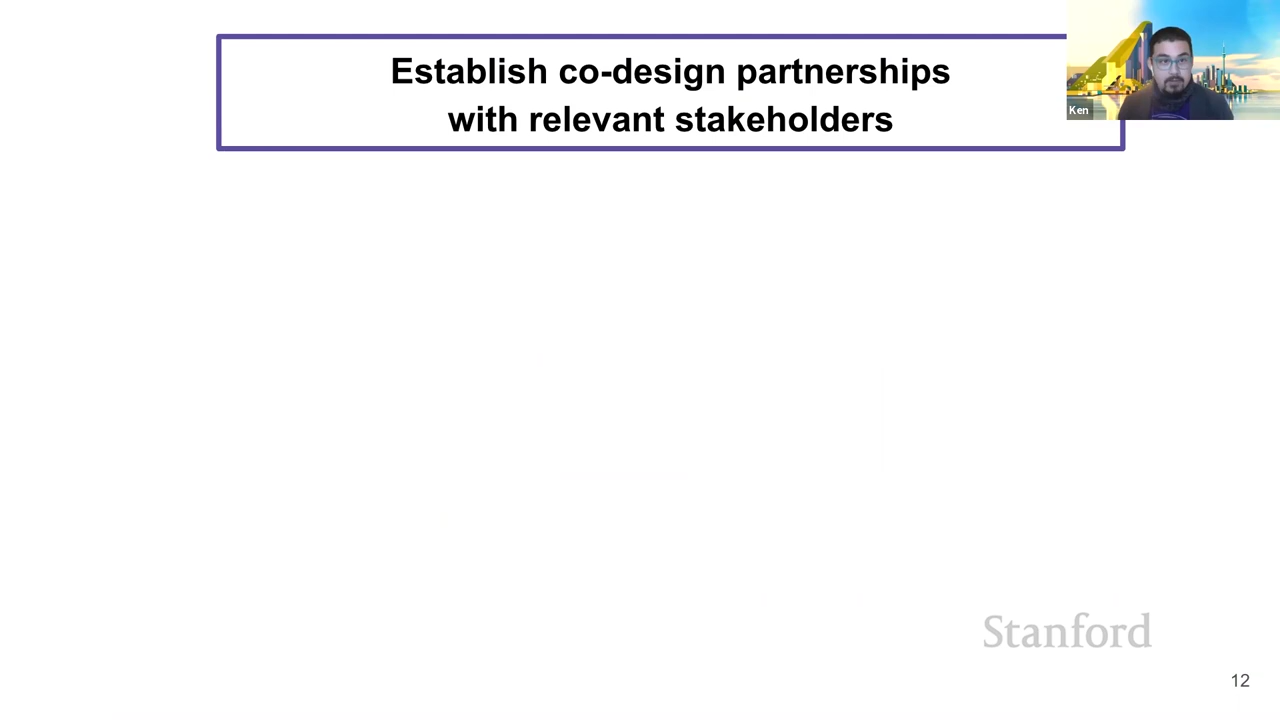 Establish co-design partnerships
with relevant stakeholders
Ken
Stanford
12